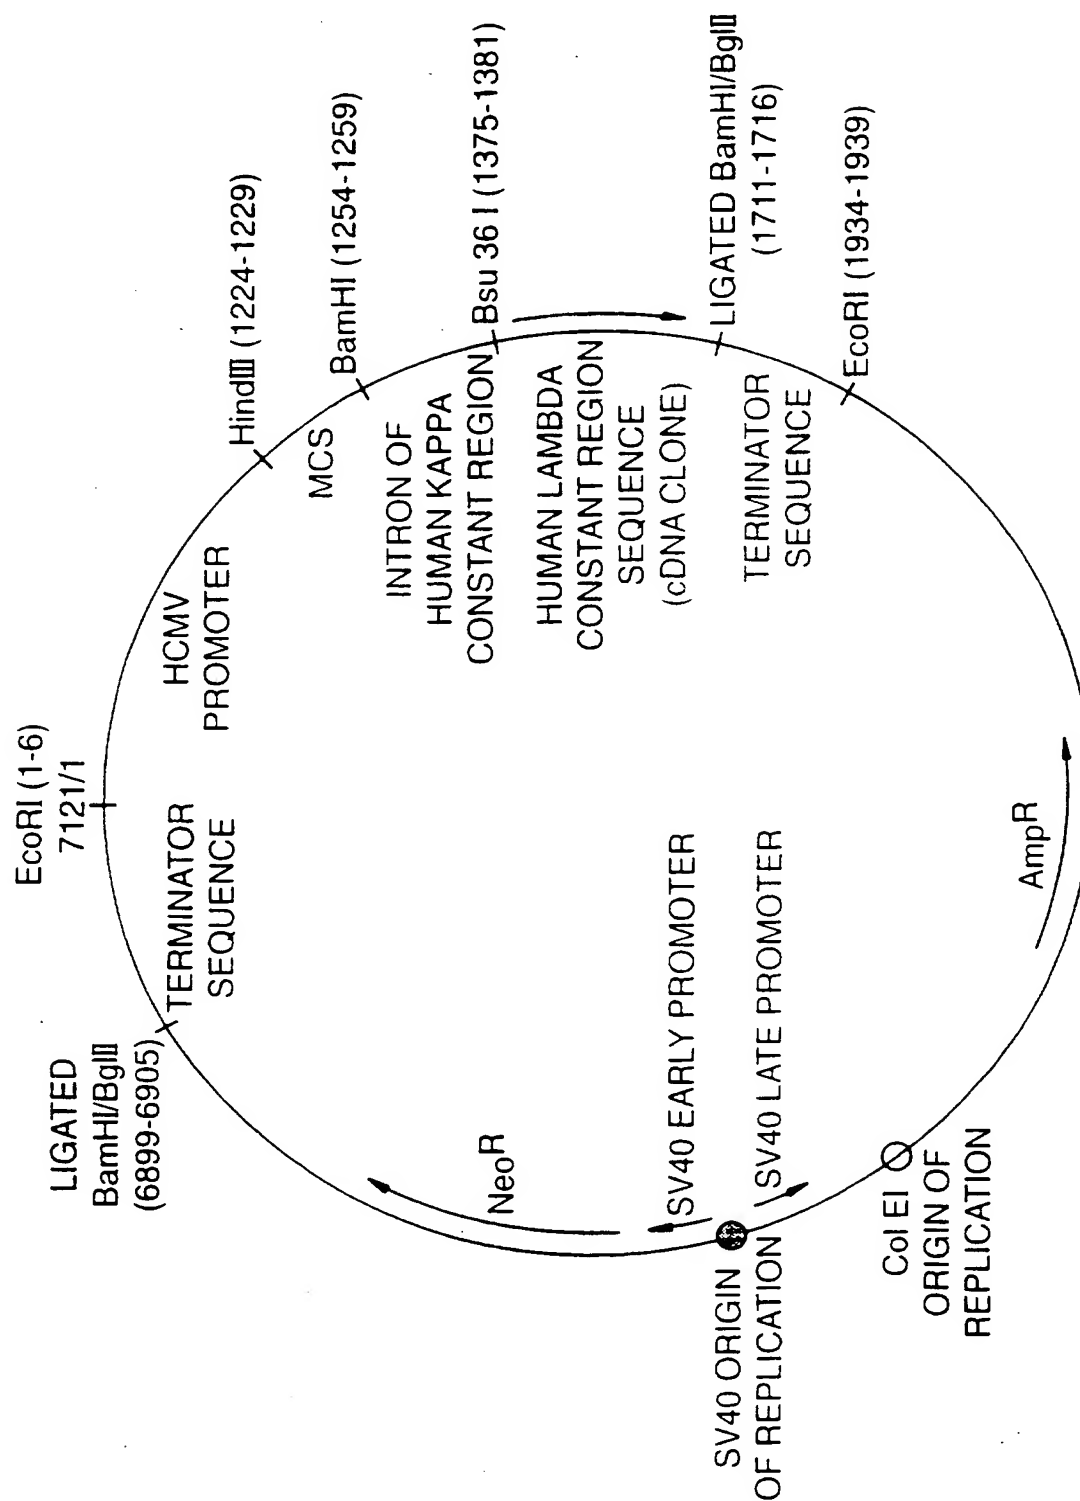 EcoRI (1-6)
7121/1
HindⅢ (1224-1229)
BamHI (1254-1259)
Bsu 36 I (1375-1381)
LIGATED BamHI/BglⅡ
(1711-1716)
EcoRI (1934-1939)
HCMV
PROMOTER
MCS
INTRON OF
HUMAN KAPPA
CONSTANT REGION
HUMAN LAMBDA
CONSTANT REGION
SEQUENCE
(cDNA CLONE)
TERMINATOR
SEQUENCE
AmpR
Col EI
ORIGIN OF
REPLICATION
SV40 EARLY PROMOTER
SV40 LATE PROMOTER
SV40 ORIGIN
OF REPLICATION
NeoR
LIGATED
BamHI/BglⅡ
(6899-6905)
TERMINATOR
SEQUENCE